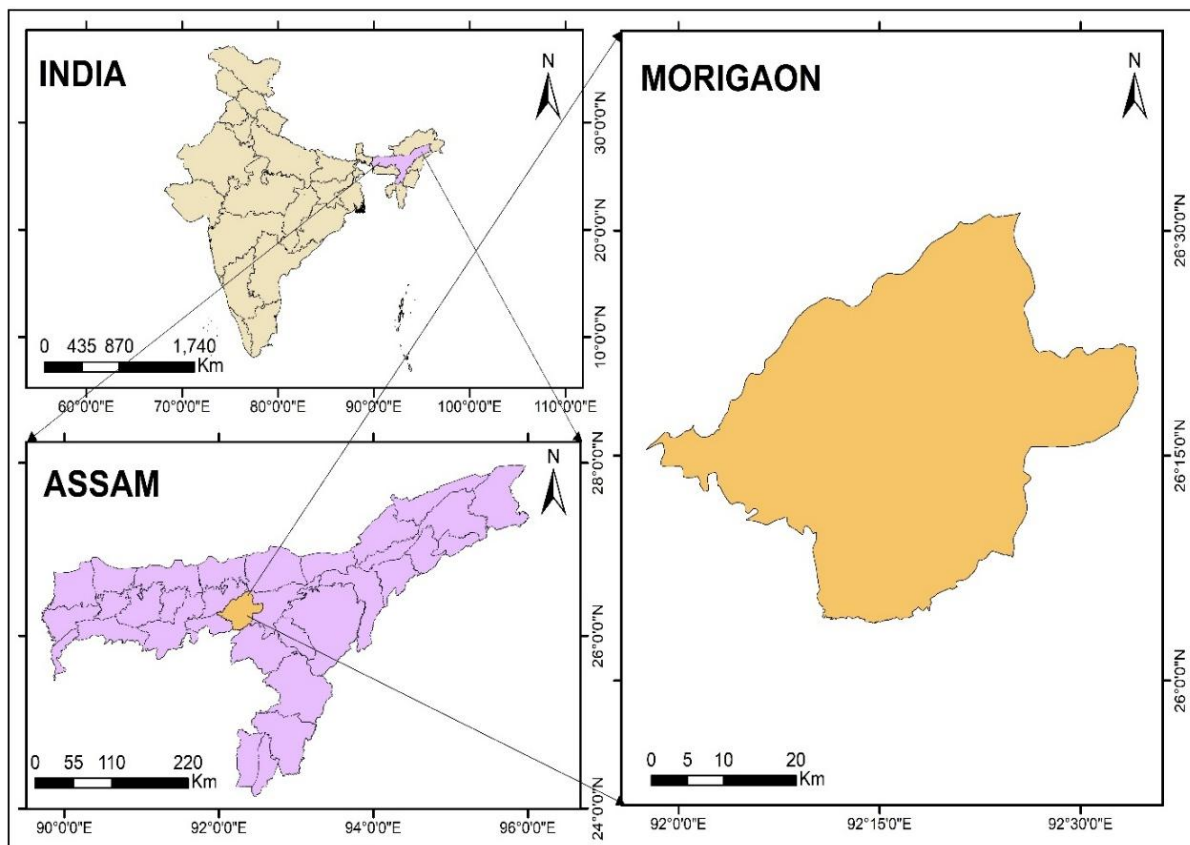 INDIA
N
30°0'0"N
20°0'0"N
10°0'0"N
0 435 870 1,740
Km
60°0'0"E 70°0'0"E 80°0'0"E 90°0'0"E 100°0'0"E 110°0'0"E
ASSAM
N
28°0'0"N
26°0'0"N
24°0'0"N
0 55 110 220
Km
90°0'0"E 92°0'0"E 94°0'0"E 96°0'0"E
MORIGAON
N
26°30'0"N
26°15'0"N
26°0'0"N
0 5 10 20
Km
92°0'0"E 92°15'0"E 92°30'0"E